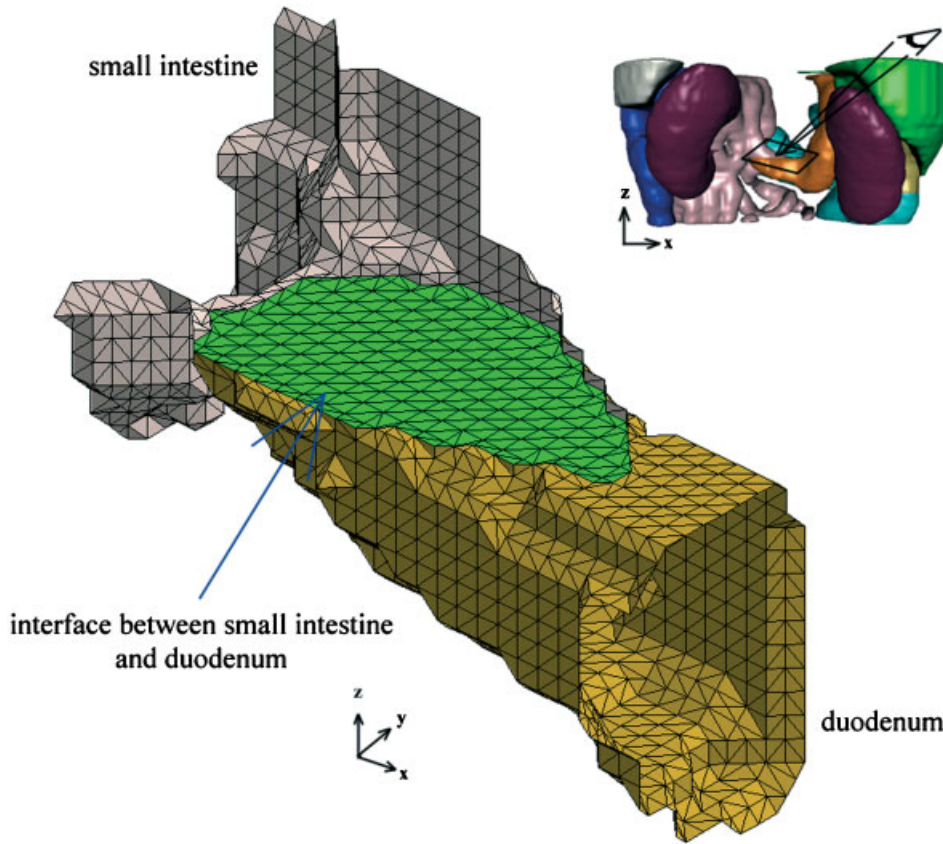 small intestine
z
x
interface between small intestine
and duodenum
z
y
x
duodenum